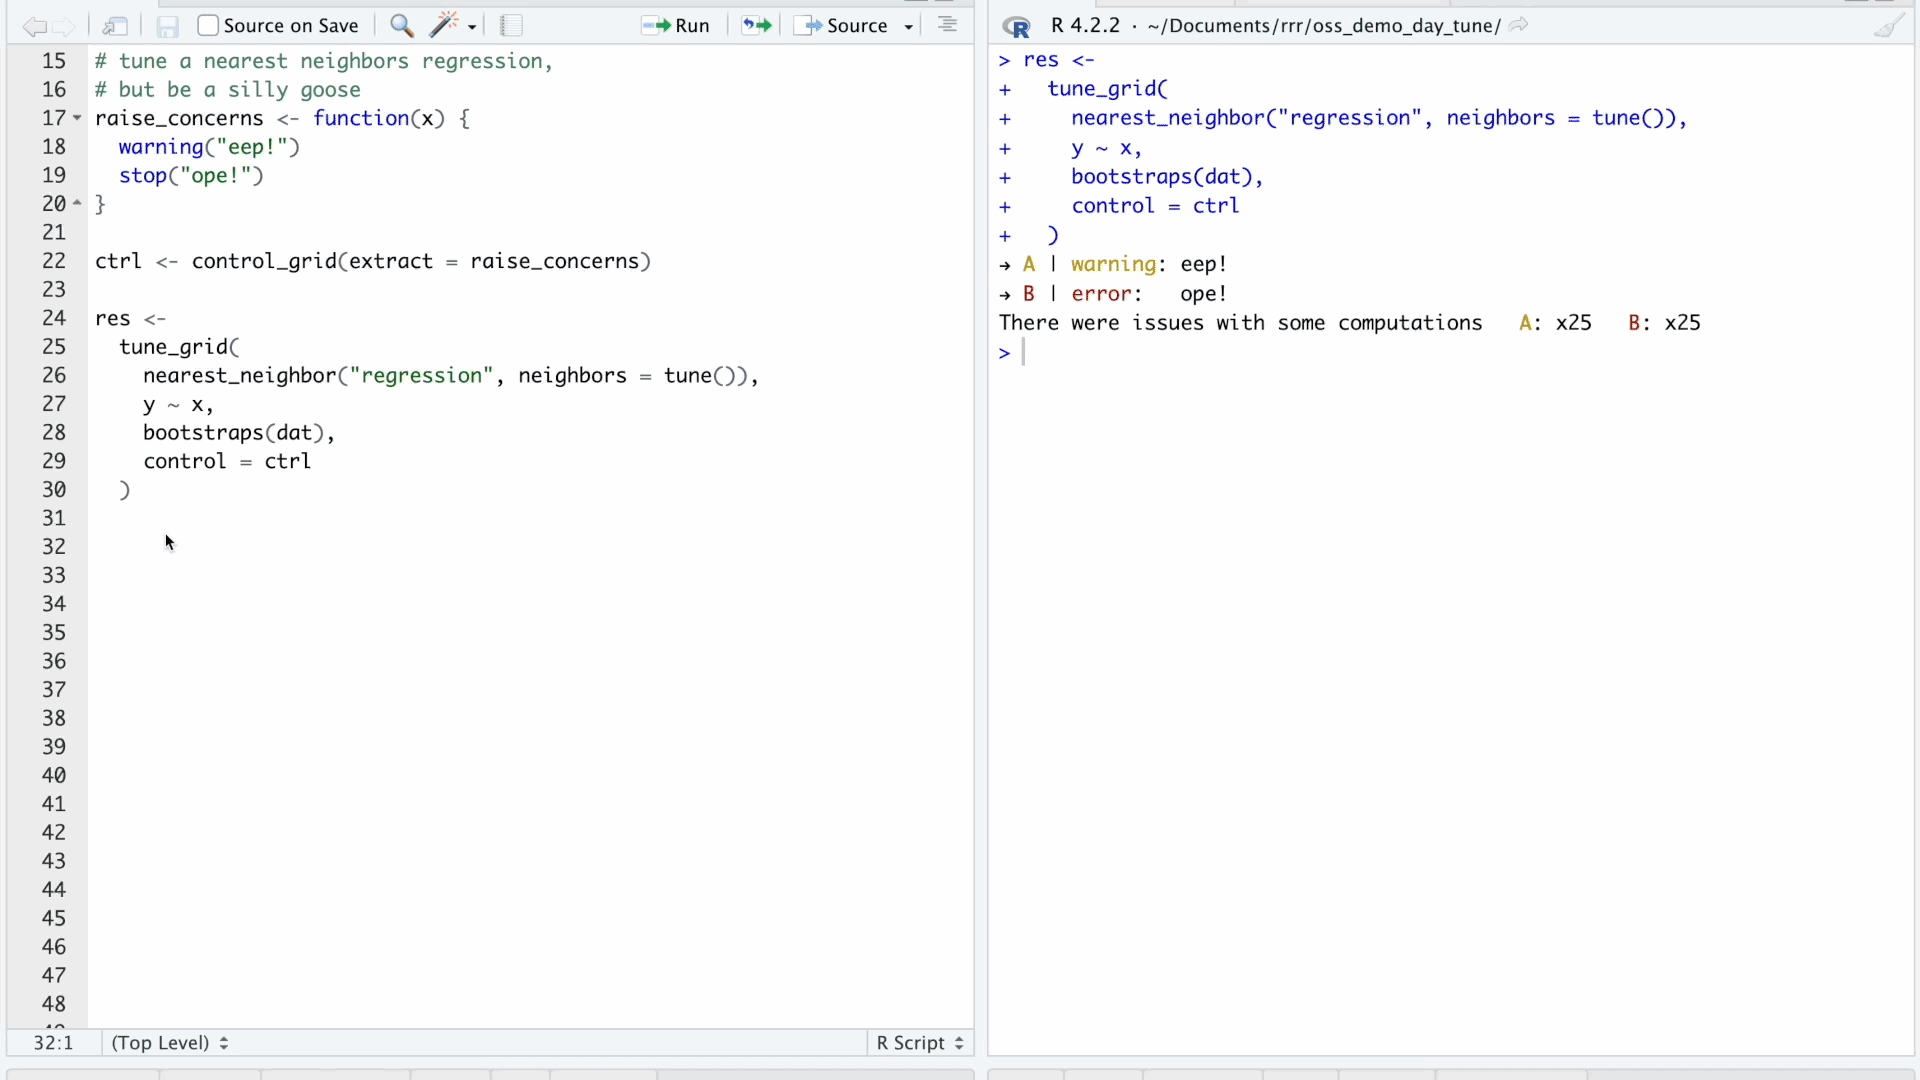 Source on Save
Run
Source
15 # tune a nearest neighbors regression,
16 # but be a silly goose
17 raise_concerns <- function(x) {
18 warning("eep!")
19 stop("ope!")
20 }
21
22 ctrl <- control_grid(extract = raise_concerns)
23
24 res <-
25 tune_grid(
26 nearest_neighbor("regression", neighbors = tune()),
27 y ~ x,
28 bootstraps(dat),
29 control = ctrl
30 )
31
32
33
34
35
36
37
38
39
40
41
42
43
44
45
46
47
48
32:1 (Top Level) R Script
R 4.2.2 · ~/Documents/rrr/oss_demo_day_tune/
> res <-
+ tune_grid(
+ nearest_neighbor("regression", neighbors = tune()),
+ y ~ x,
+ bootstraps(dat),
+ control = ctrl
+ )
→ A | warning: eep!
→ B | error: ope!
There were issues with some computations A: x25 B: x25
>